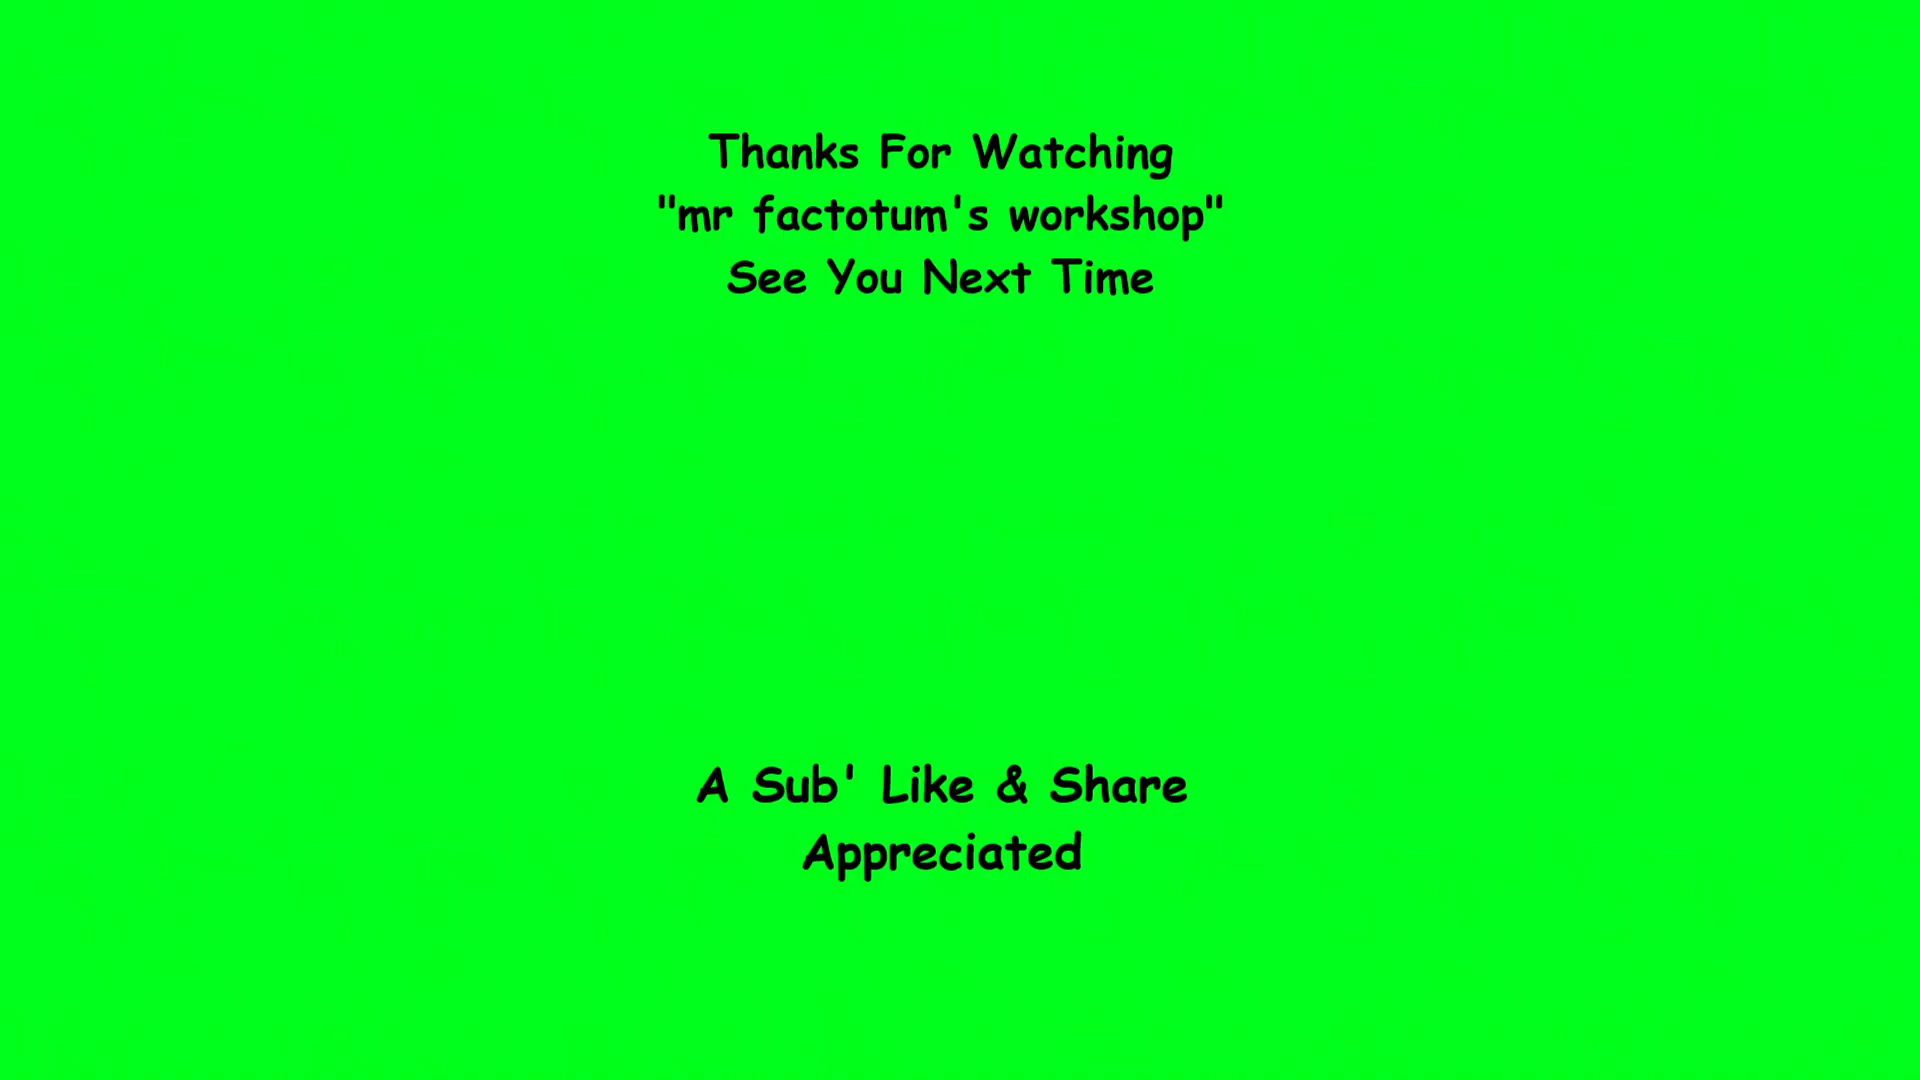 Thanks For Watching
"mr factotum's workshop"
See You Next Time
A Sub' Like & Share
Appreciated